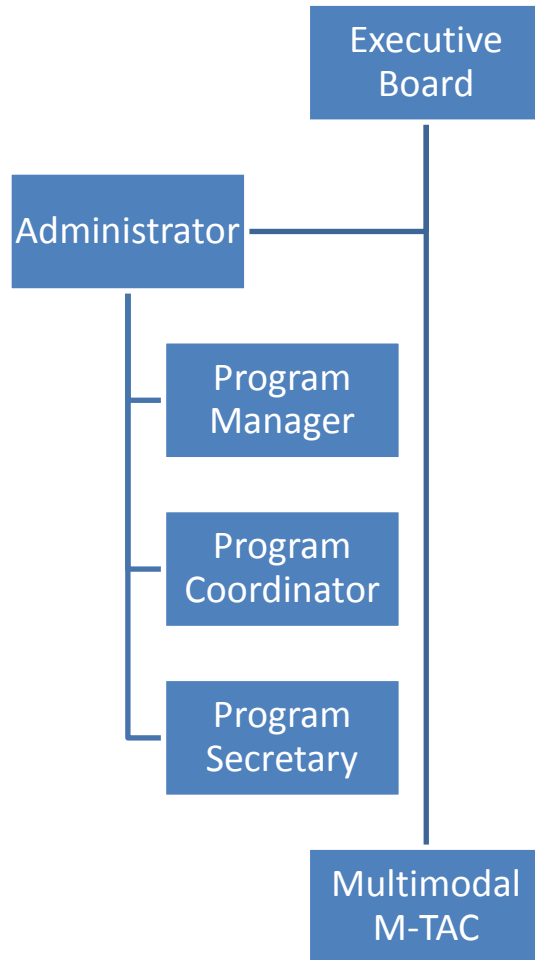 Executive
Board
Administrator
Program
Manager
Program
Coordinator
Program
Secretary
Multimodal
M-TAC